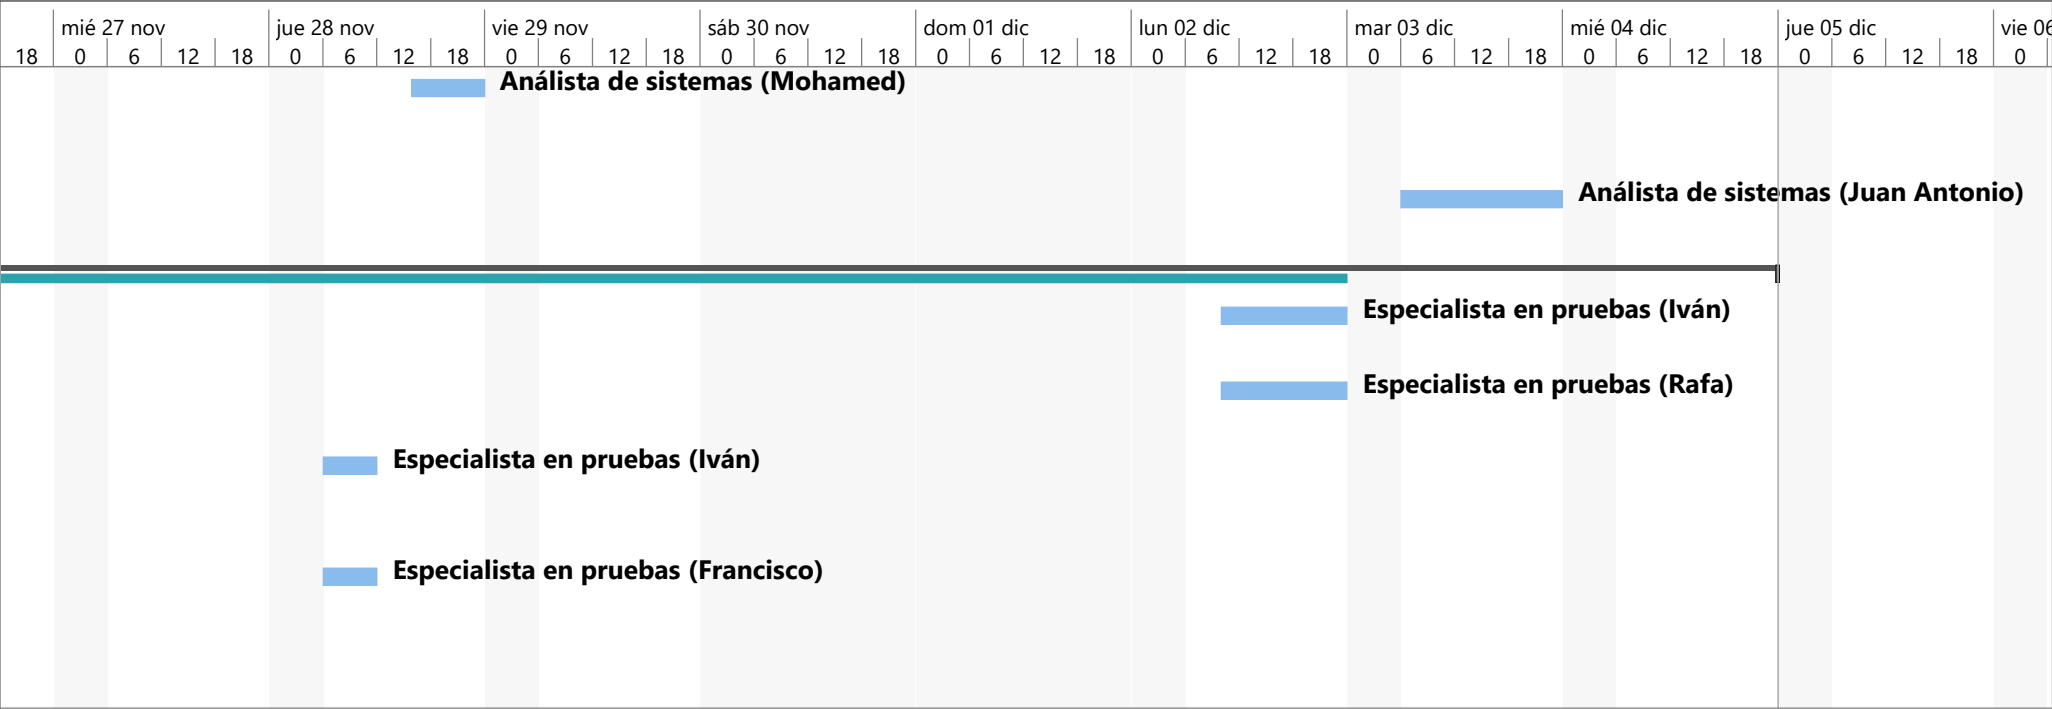 mié 27 nov jue 28 nov vie 29 nov sáb 30 nov dom 01 dic lun 02 dic mar 03 dic mié 04 dic jue 05 dic vie 06
18 0 6 12 18 0 6 12 18 0 6 12 18 0 6 12 18 0 6 12 18 0 6 12 18 0 6 12 18 0 6 12 18 0 6 12 18 0
Análista de sistemas (Mohamed)
Análista de sistemas (Juan Antonio)
Especialista en pruebas (Iván)
Especialista en pruebas (Rafa)
Especialista en pruebas (Iván)
Especialista en pruebas (Francisco)